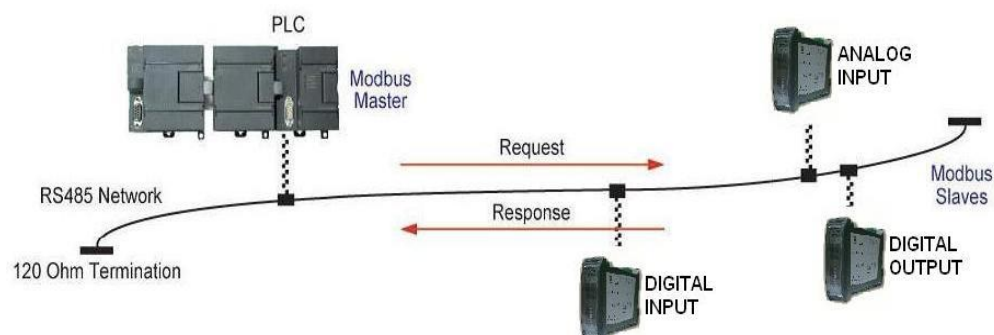 PLC
Modbus
Master
ANALOG
INPUT
Request
RS485 Network
Response
Modbus
Slaves
120 Ohm Termination
DIGITAL
INPUT
DIGITAL
OUTPUT